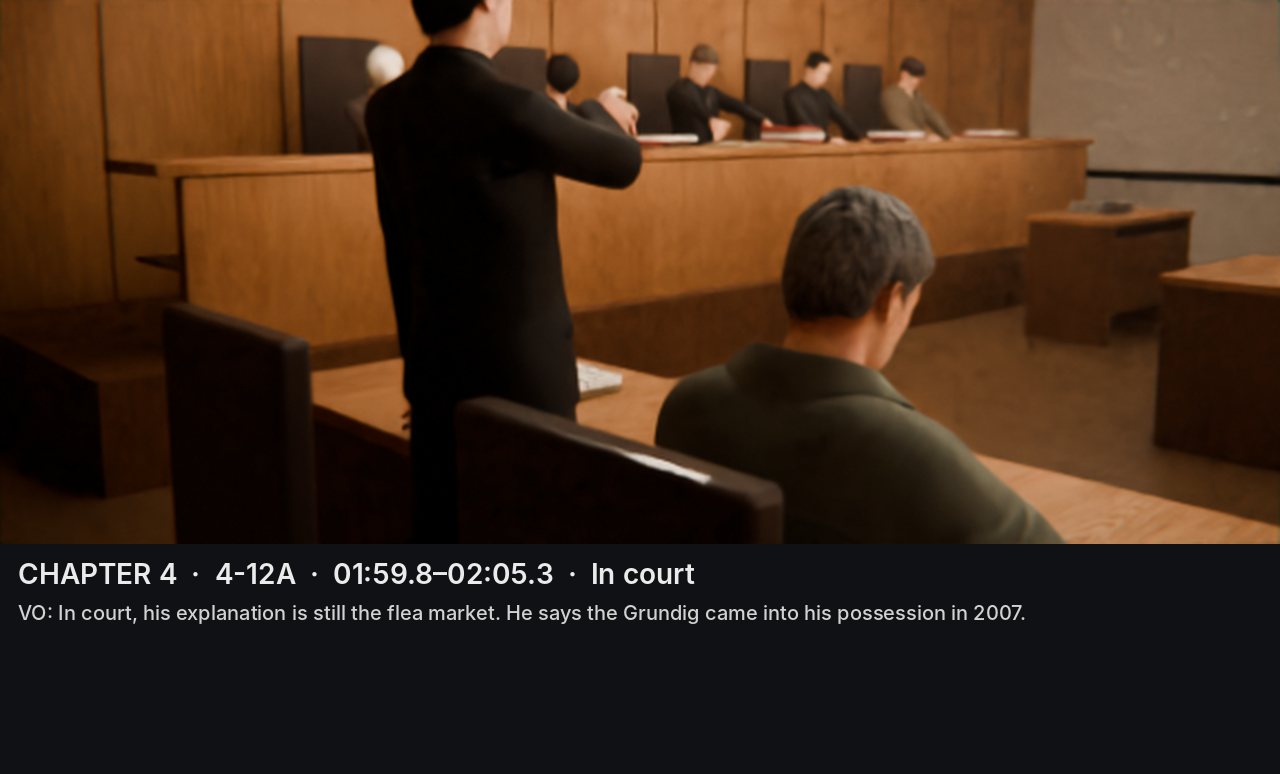 CHAPTER 4 · 4-12A · 01:59.8–02:05.3 · In court
VO: In court, his explanation is still the flea market. He says the Grundig came into his possession in 2007.